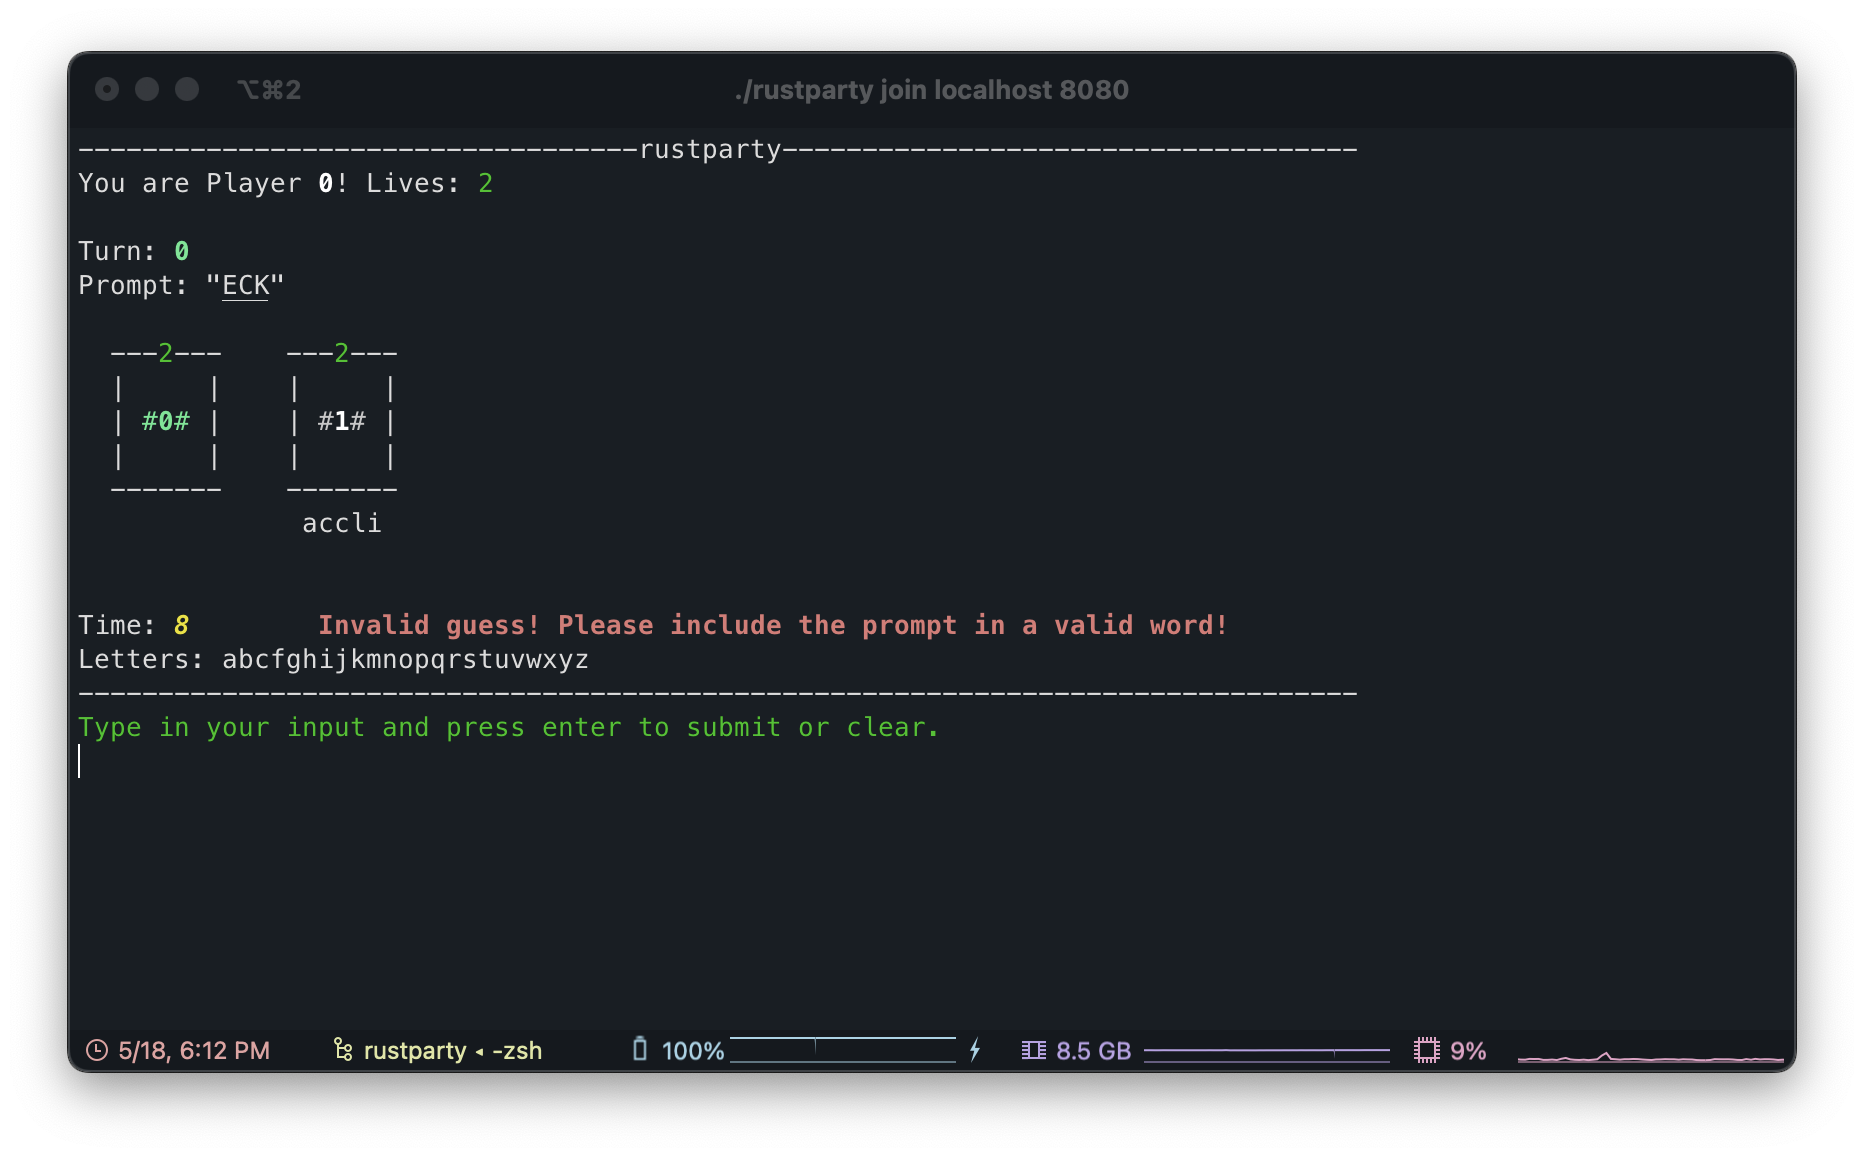 ⌥⌘2 ./rustparty join localhost 8080
-----------------------------------rustparty------------------------------------
You are Player 0! Lives: 2
Turn: 0
Prompt: "ECK"
---2--- ---2---
| | | |
| #0# | | #1# |
| | | |
------- -------
accli
Time: 8 Invalid guess! Please include the prompt in a valid word!
Letters: abcfghijkmnopqrstuvwxyz
--------------------------------------------------------------------------------
Type in your input and press enter to submit or clear.
5/18, 6:12 PM rustparty ◂ -zsh 100% 8.5 GB 9%